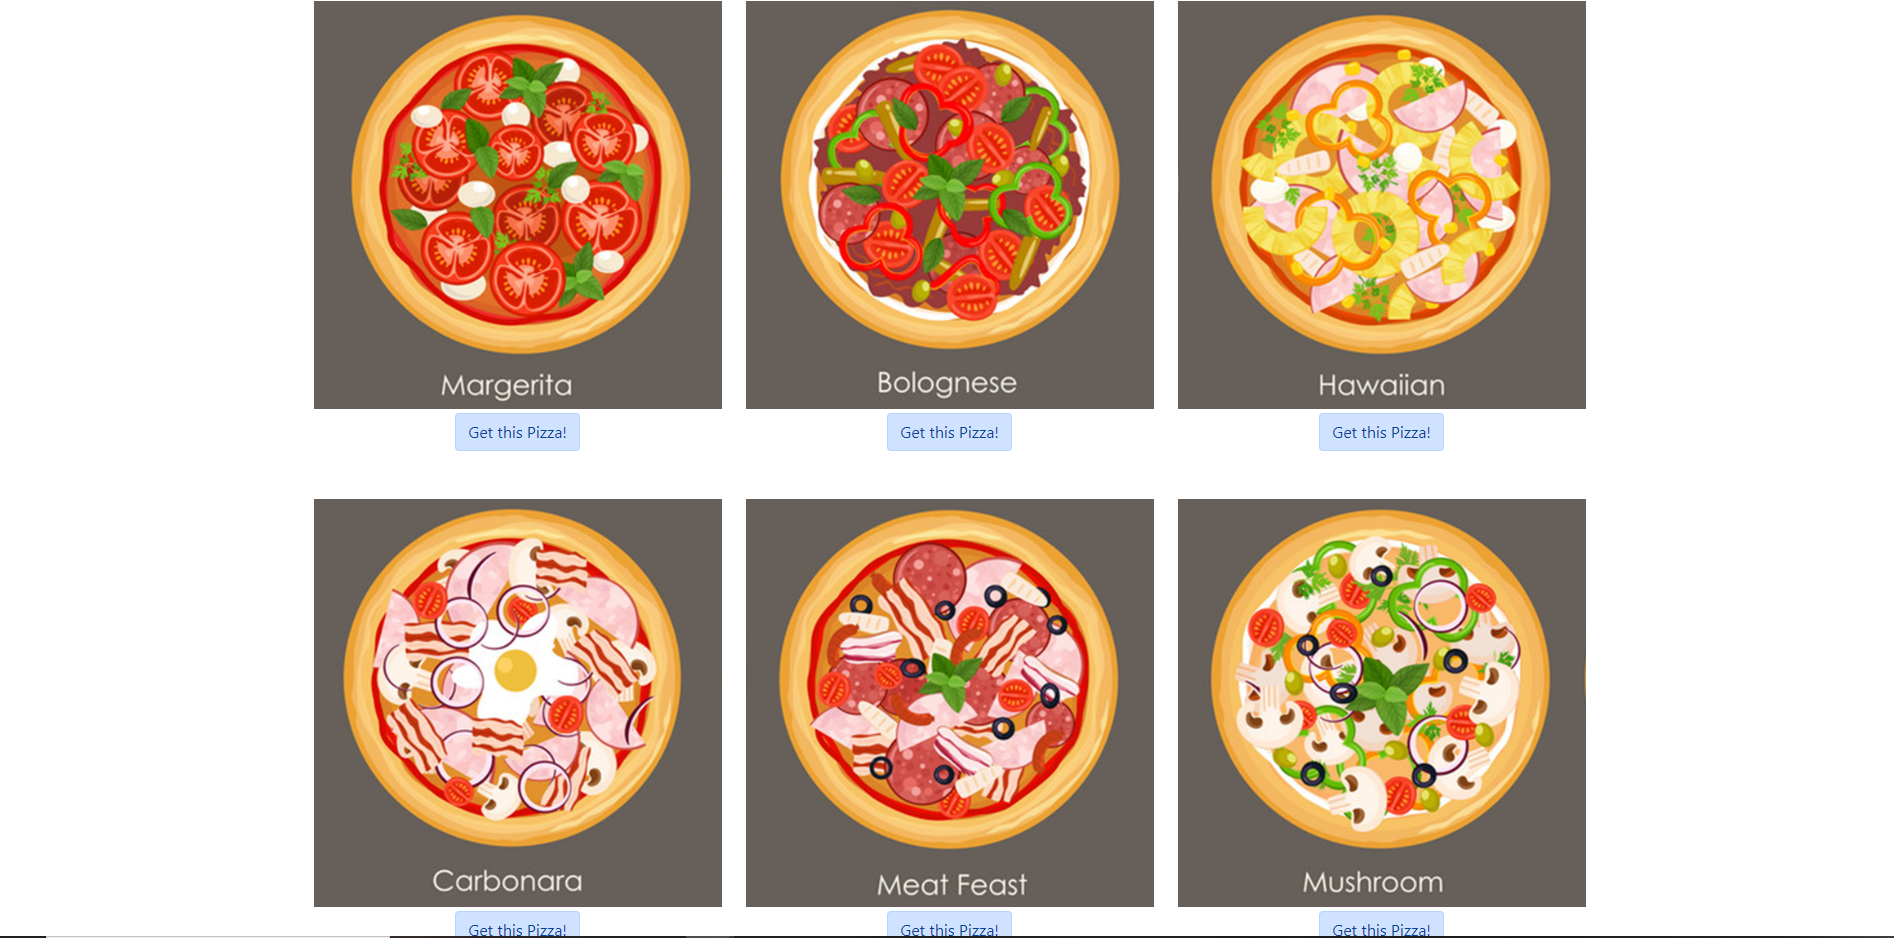 Margerita
Bolognese
Hawaiian
Get this Pizza!
Get this Pizza!
Get this Pizza!
Carbonara
Meat Feast
Mushroom
Get this Pizza!
Get this Pizza!
Get this Pizza!